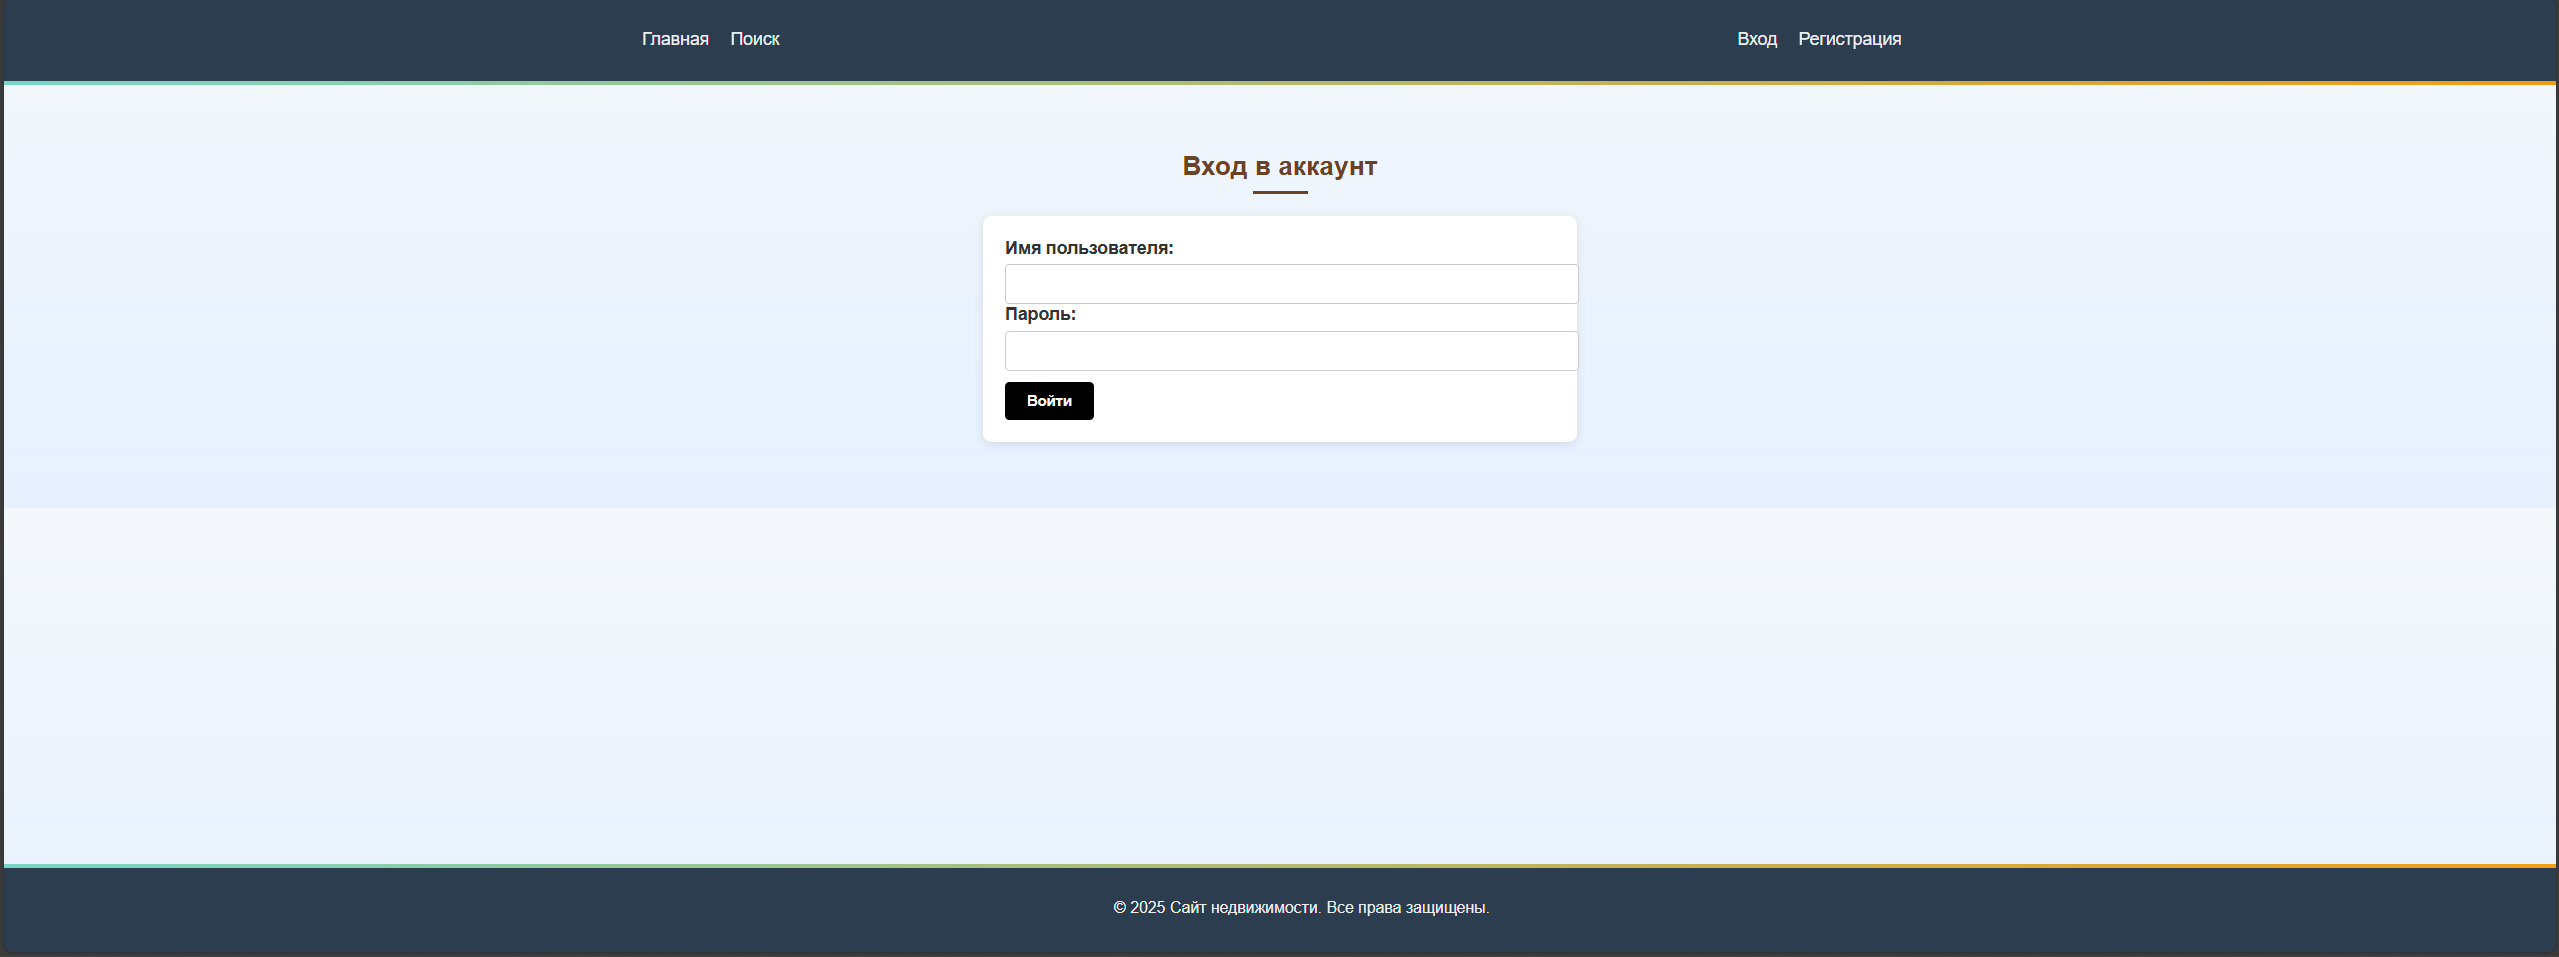 Главная Поиск Вход Регистрация
Вход в аккаунт
Имя пользователя:
Пароль:
Войти
© 2025 Сайт недвижимости. Все права защищены.